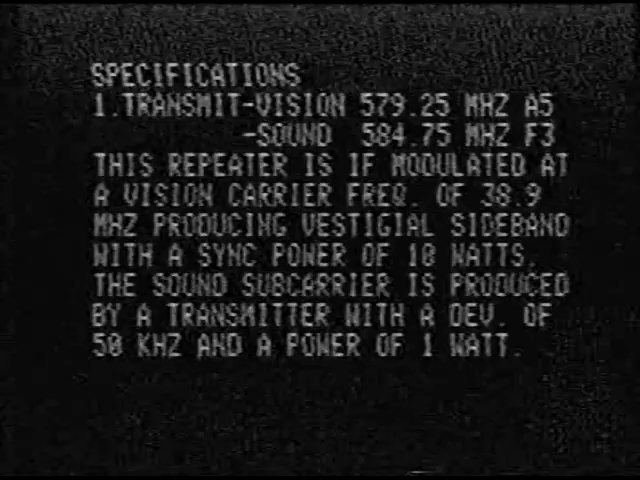 SPECIFICATIONS
1.TRANSMIT-VISION 579.25 MHZ A5
-SOUND 584.75 MHZ F3
THIS REPEATER IS IF MODULATED AT
A VISION CARRIER FREQ. OF 38.9
MHZ PRODUCING VESTIGIAL SIDEBAND
WITH A SYNC POWER OF 10 WATTS.
THE SOUND SUBCARRIER IS PRODUCED
BY A TRANSMITTER WITH A DEV. OF
50 KHZ AND A POWER OF 1 WATT.